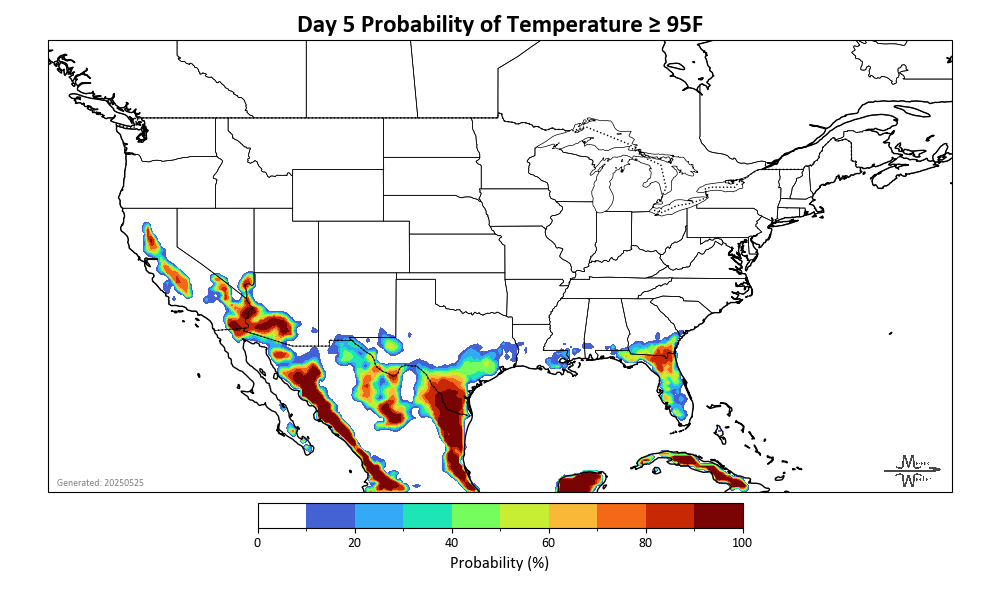 Day 5 Probability of Temperature ≥ 95F
Generated: 20250525
0 20 40 60 80 100
Probability (%)